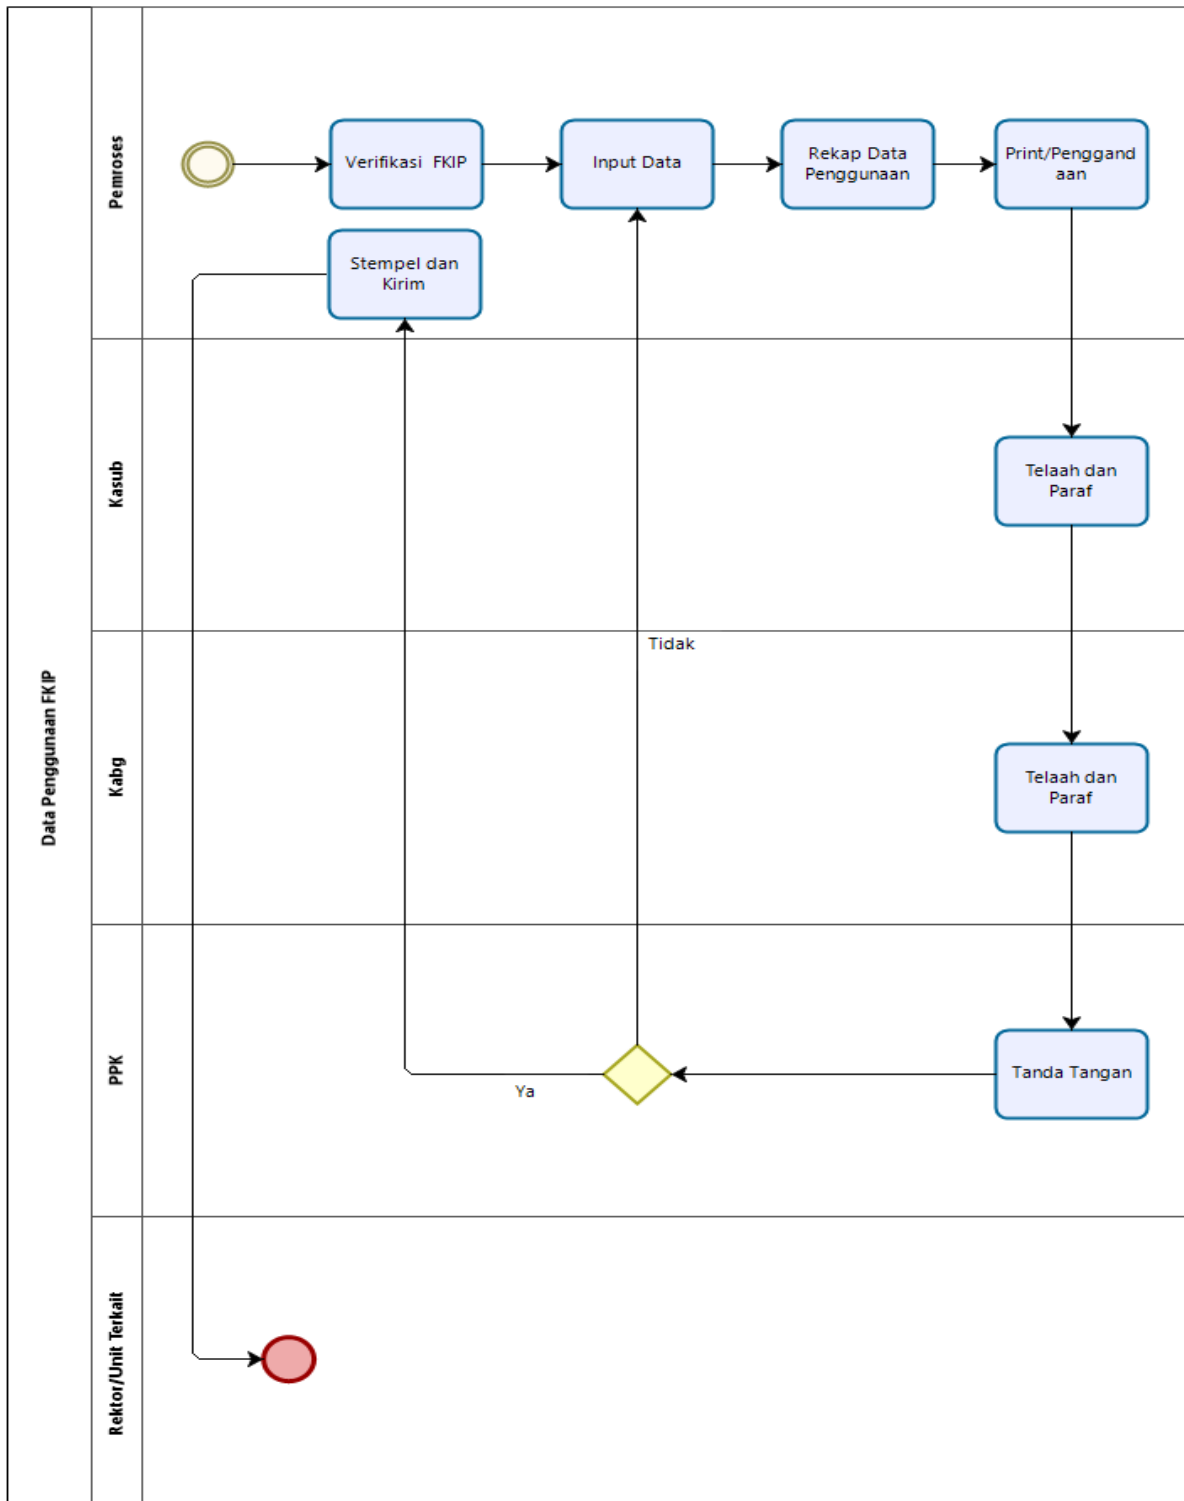 Data Penggunaan FKIP
Pemroses
Verifikasi FKIP
Input Data
Rekap Data
Penggunaan
Print/Penggand
aan
Stempel dan
Kirim
Kasub
Telaah dan
Paraf
Kabg
Tidak
Telaah dan
Paraf
PPK
Ya
Tanda Tangan
Rektor/Unit Terkait